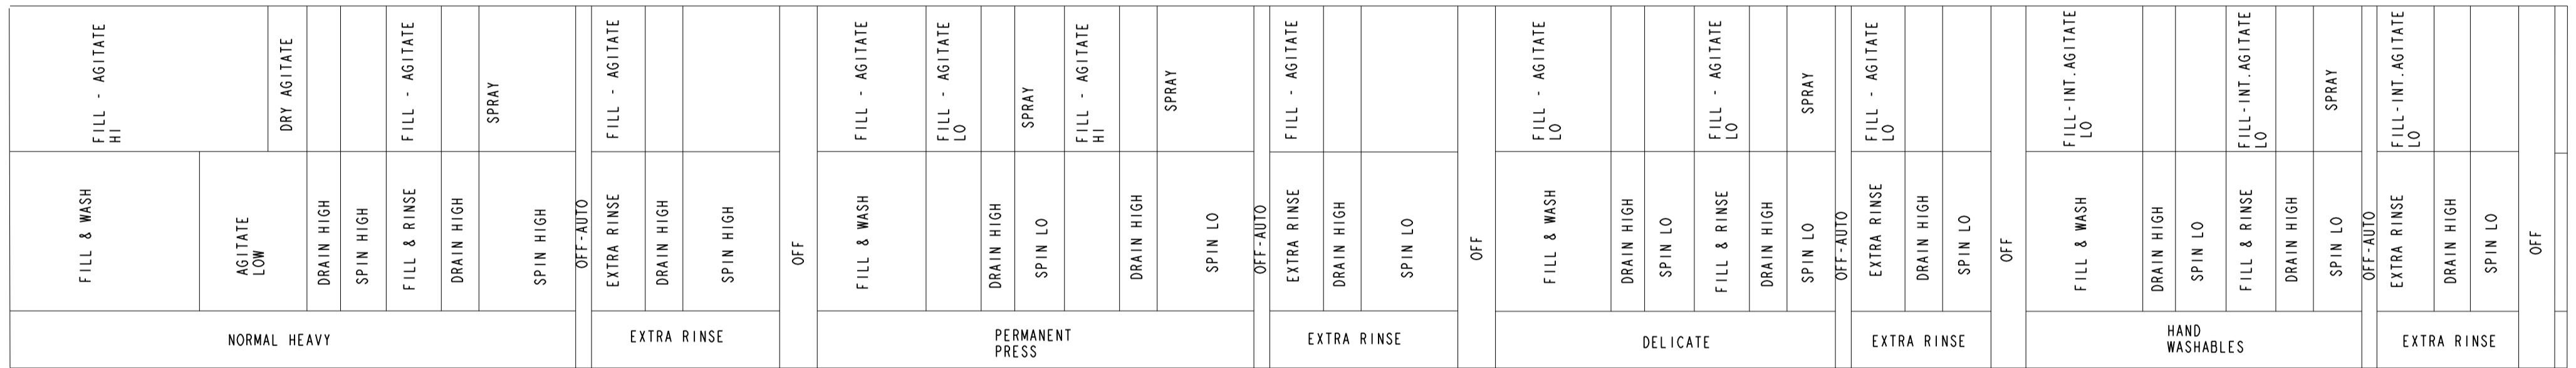 FILL - AGITATE
HI
DRY AGITATE
FILL - AGITATE
SPRAY
FILL - AGITATE
FILL - AGITATE
FILL - AGITATE
LO
SPRAY
FILL - AGITATE
HI
SPRAY
FILL - AGITATE
FILL - AGITATE
LO
FILL - AGITATE
LO
SPRAY
FILL - AGITATE
LO
FILL-INT.AGITATE
LO
FILL-INT.AGITATE
LO
SPRAY
FILL-INT.AGITATE
LO
FILL & WASH
AGITATE
LOW
DRAIN HIGH
SPIN HIGH
FILL & RINSE
DRAIN HIGH
SPIN HIGH
OFF-AUTO
EXTRA RINSE
DRAIN HIGH
SPIN HIGH
OFF
FILL & WASH
DRAIN HIGH
SPIN LO
DRAIN HIGH
SPIN LO
OFF-AUTO
EXTRA RINSE
DRAIN HIGH
SPIN LO
OFF
FILL & WASH
DRAIN HIGH
SPIN LO
FILL & RINSE
DRAIN HIGH
SPIN LO
OFF-AUTO
EXTRA RINSE
DRAIN HIGH
SPIN LO
OFF
FILL & WASH
DRAIN HIGH
SPIN LO
FILL & RINSE
DRAIN HIGH
SPIN LO
OFF-AUTO
EXTRA RINSE
DRAIN HIGH
SPIN LO
OFF
NORMAL HEAVY
EXTRA RINSE
PERMANENT
PRESS
EXTRA RINSE
DELICATE
EXTRA RINSE
HAND
WASHABLES
EXTRA RINSE